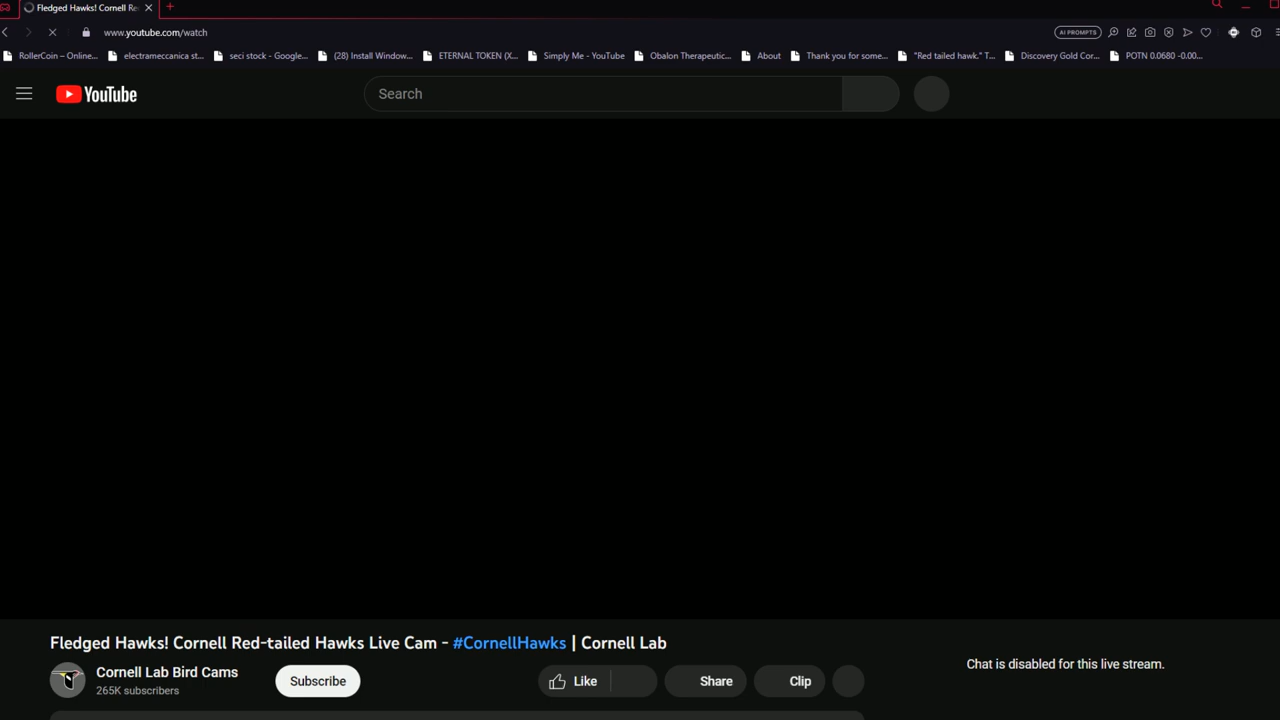 Fledged Hawks! Cornell Re
www.youtube.com/watch
AI PROMPTS
RollerCoin – Online...
electrameccanica st...
seci stock - Google...
(28) Install Window...
ETERNAL TOKEN (X...
Simply Me - YouTube
Obalon Therapeutic...
About
Thank you for some...
"Red tailed hawk." T...
Discovery Gold Cor...
POTN 0.0680 -0.00...
YouTube
Search
Fledged Hawks! Cornell Red-tailed Hawks Live Cam - #CornellHawks | Cornell Lab
Cornell Lab Bird Cams
265K subscribers
Subscribe
Like
Share
Clip
Chat is disabled for this live stream.